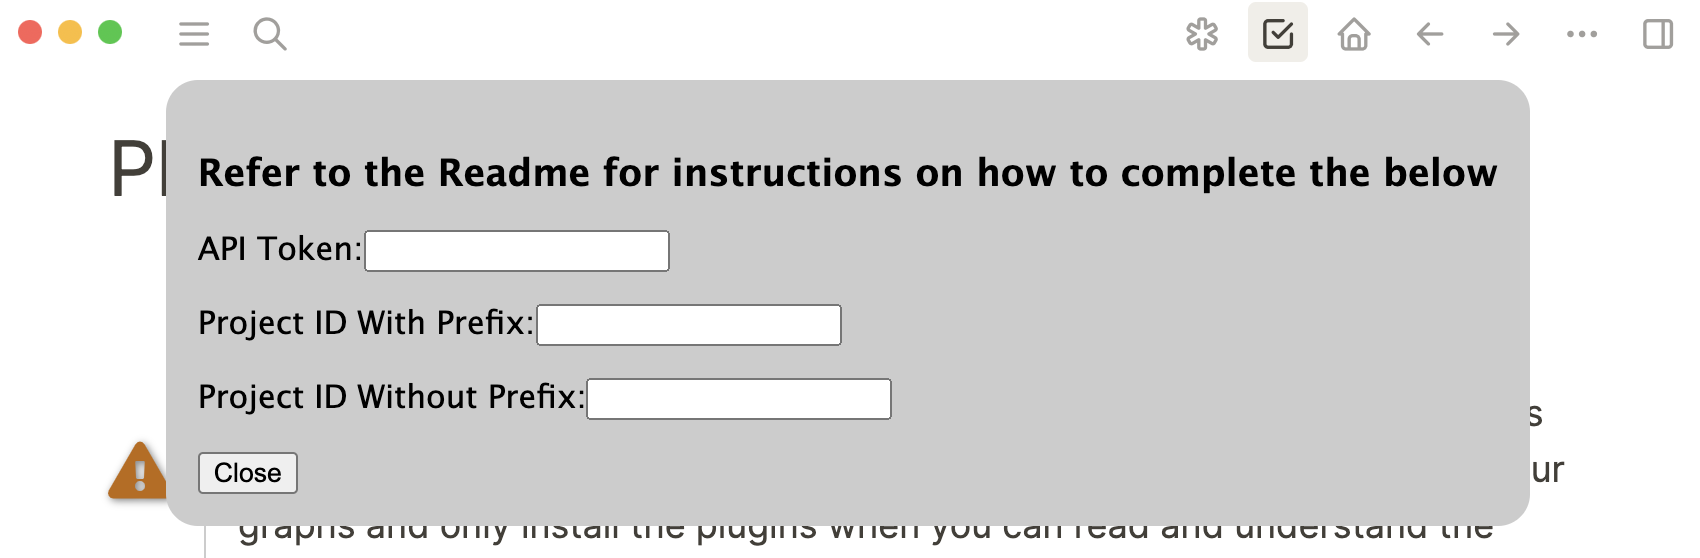 Refer to the Readme for instructions on how to complete the below
API Token:
Project ID With Prefix:
Project ID Without Prefix:
Close
ur
graphs and only install the plugins when you can read and understand the